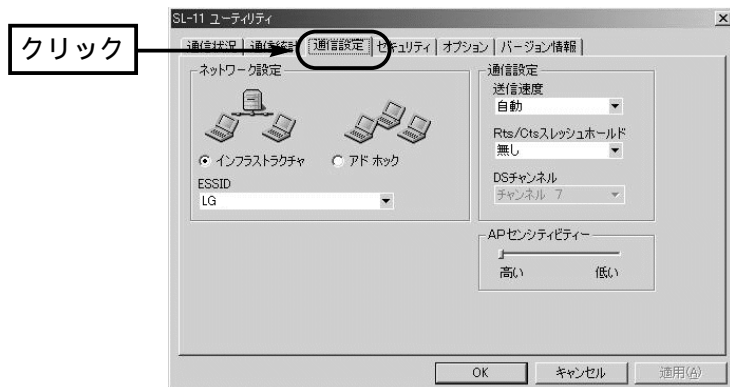 SL-11 ユーティリティ
クリック
通信状況 通信統計 通信設定 セキュリティ オプション バージョン情報
ネットワーク設定
インフラストラクチャ アド ホック
ESSID
LG
通信設定
送信速度
自動
Rts/Ctsスレッシュホールド
無し
DSチャンネル
チャンネル 7
APセンシティビティー
高い 低い
OK キャンセル 適用(A)